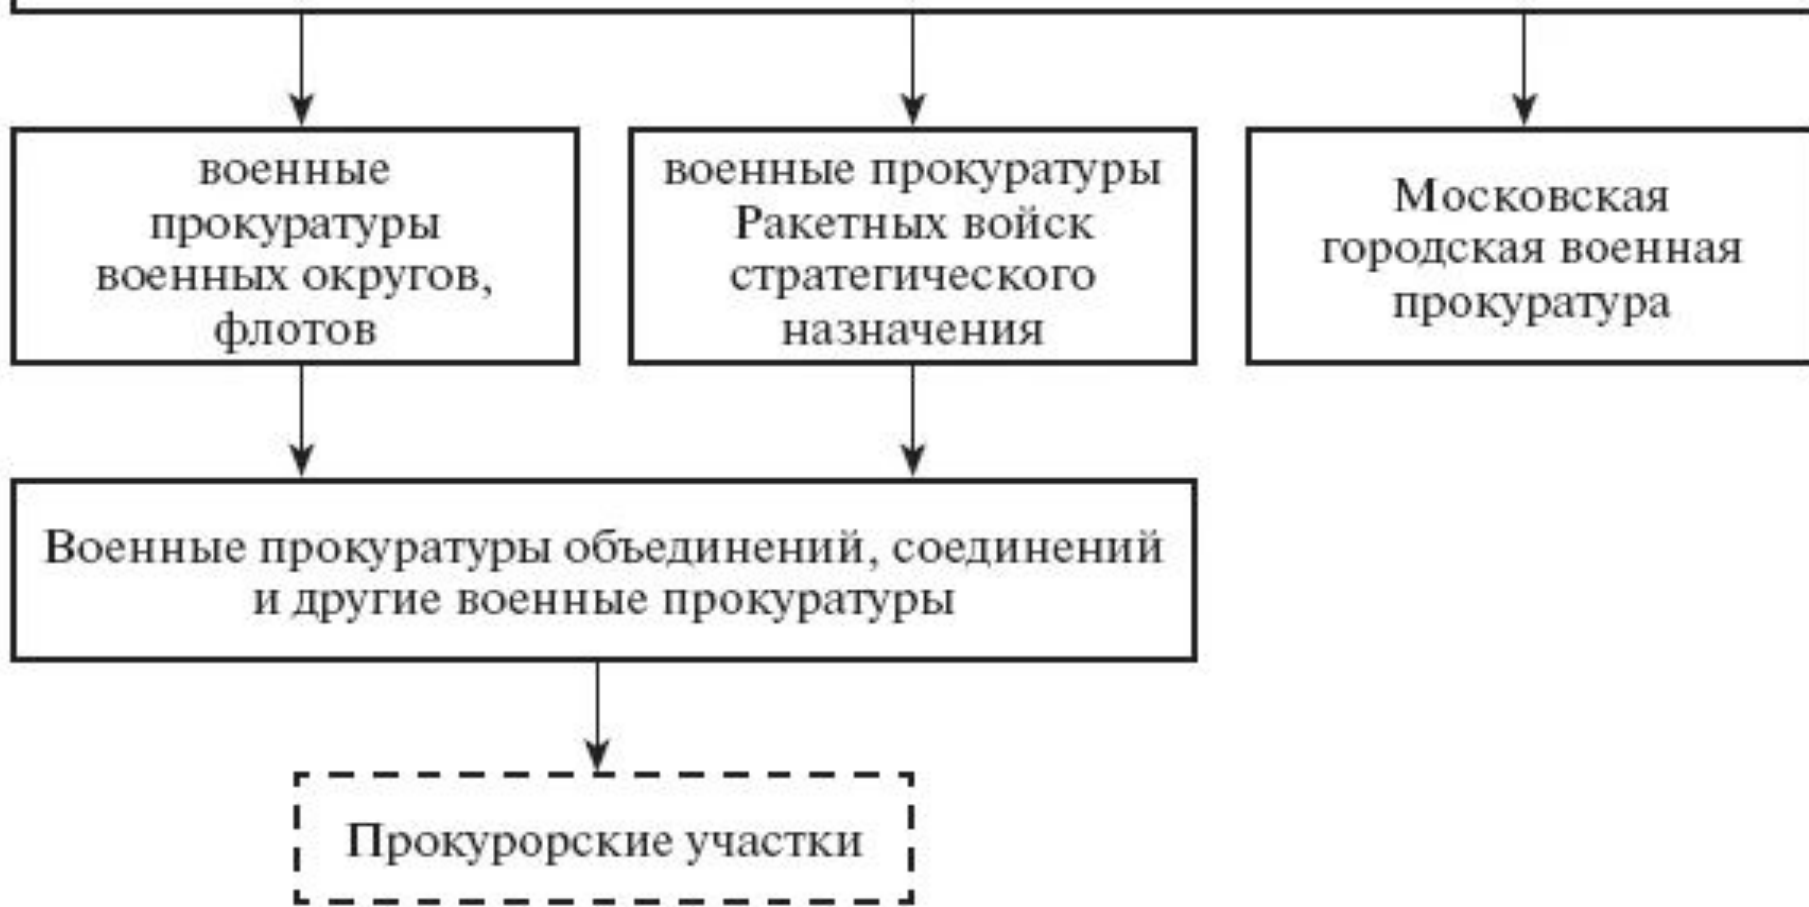 военные
прокуратуры
военных округов,
флотов
военные прокуратуры
Ракетных войск
стратегического
назначения
Московская
городская военная
прокуратура
Военные прокуратуры объединений, соединений
и другие военные прокуратуры
Прокурорские участки